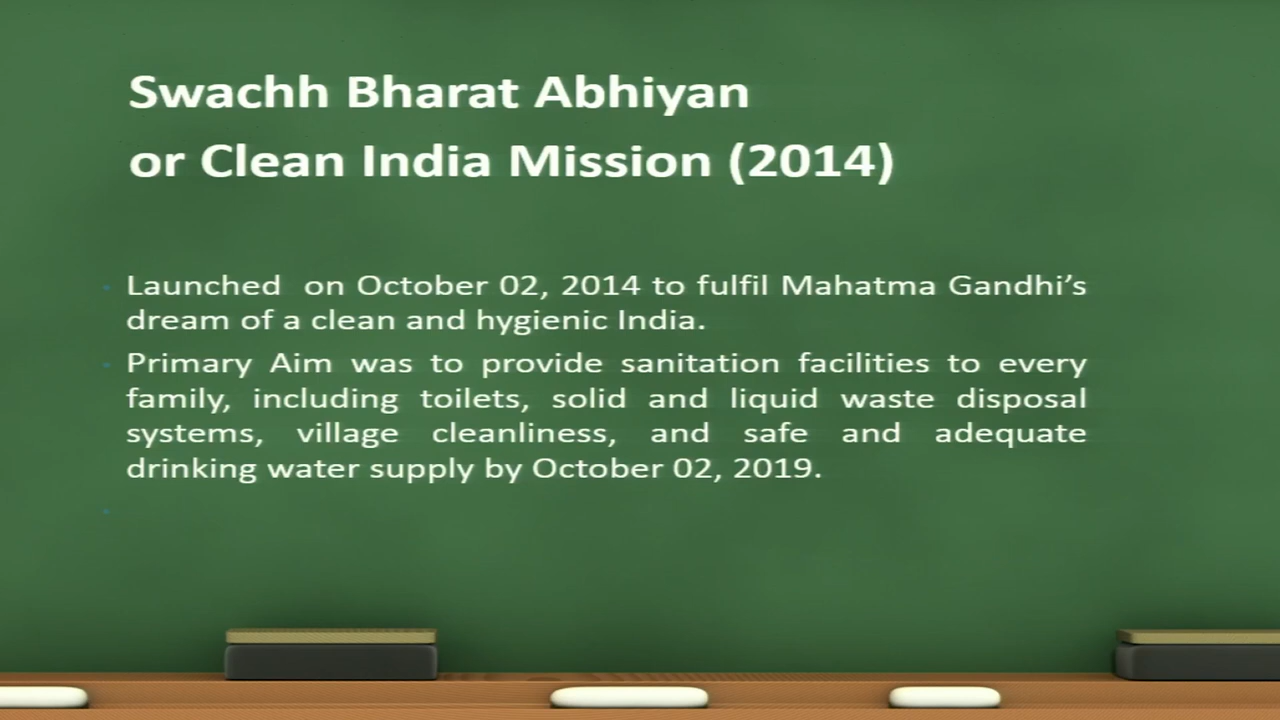 Swachh Bharat Abhiyan
or Clean India Mission (2014)
Launched on October 02, 2014 to fulfil Mahatma Gandhi’s
dream of a clean and hygienic India.
Primary Aim was to provide sanitation facilities to every
family, including toilets, solid and liquid waste disposal
systems, village cleanliness, and safe and adequate
drinking water supply by October 02, 2019.